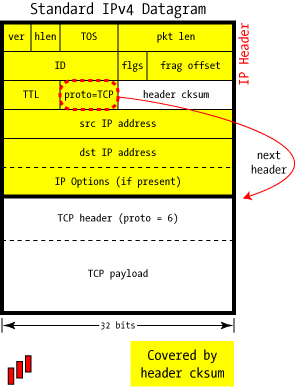 Standard IPv4 Datagram
ver hlen TOS pkt len
ID flgs frag offset
TTL proto=TCP header cksum
src IP address
dst IP address
IP Options (if present)
IP Header
next
header
TCP header (proto = 6)
TCP payload
32 bits
Covered by
header cksum